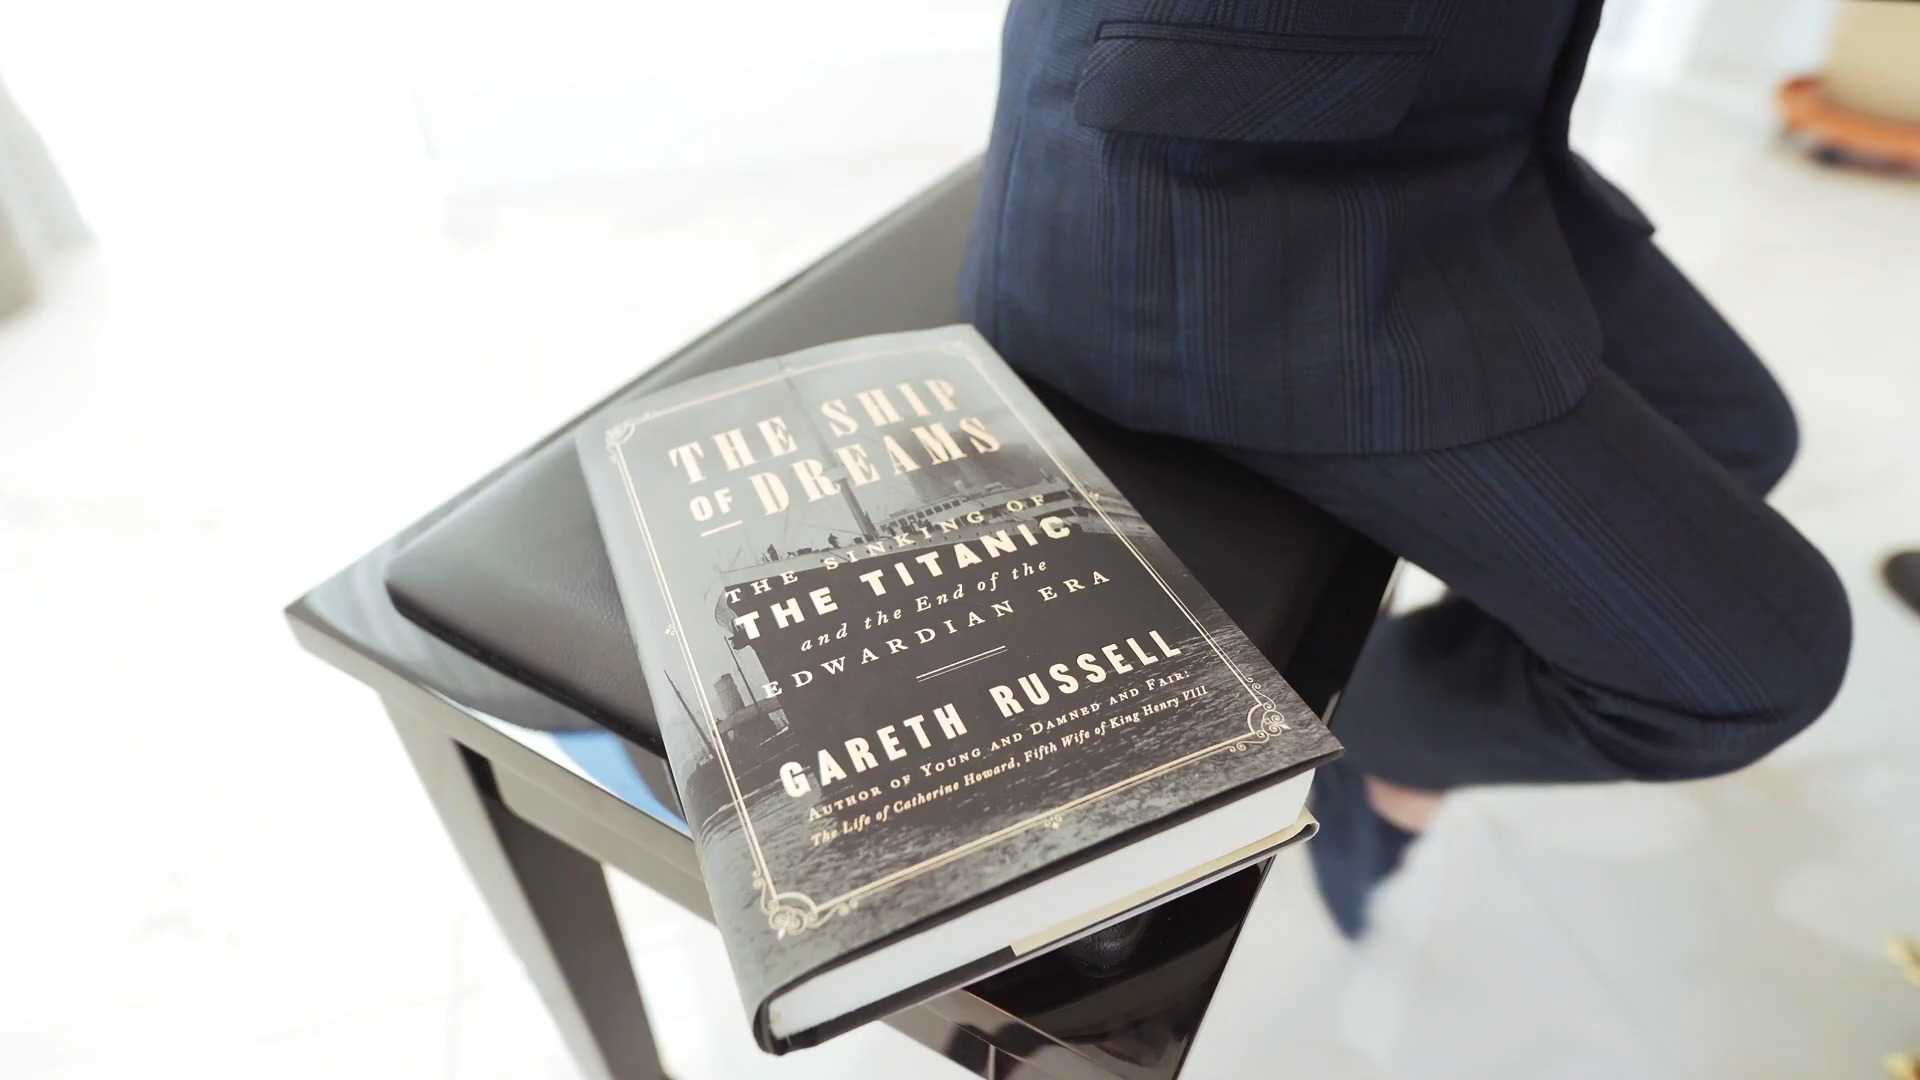 THE SHIP
OF DREAMS
THE SINKING OF
THE TITANIC
and the End of the
EDWARDIAN ERA
GARETH RUSSELL
AUTHOR OF YOUNG AND DAMNED AND FAIR:
The Life of Catherine Howard, Fifth Wife of King Henry VIII